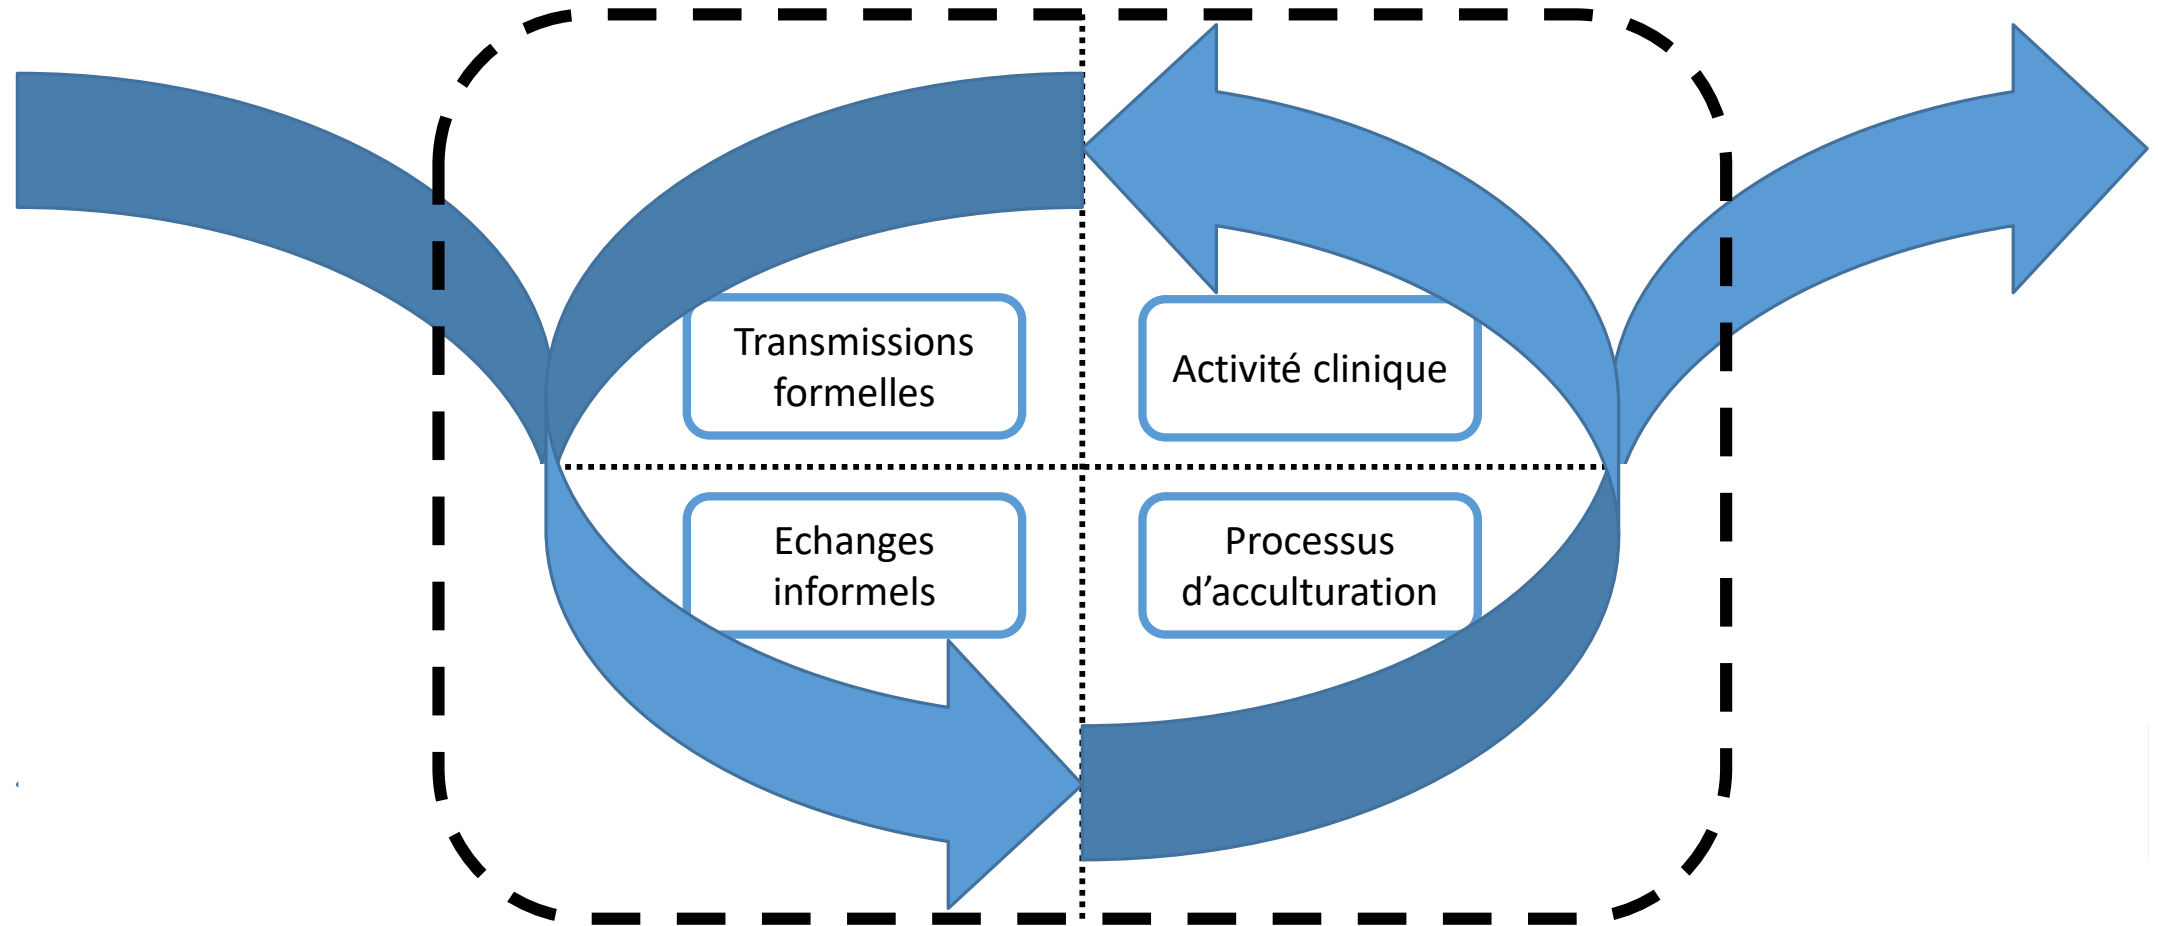 Transmissions
formelles
Activité clinique
Echanges
informels
Processus
d’acculturation